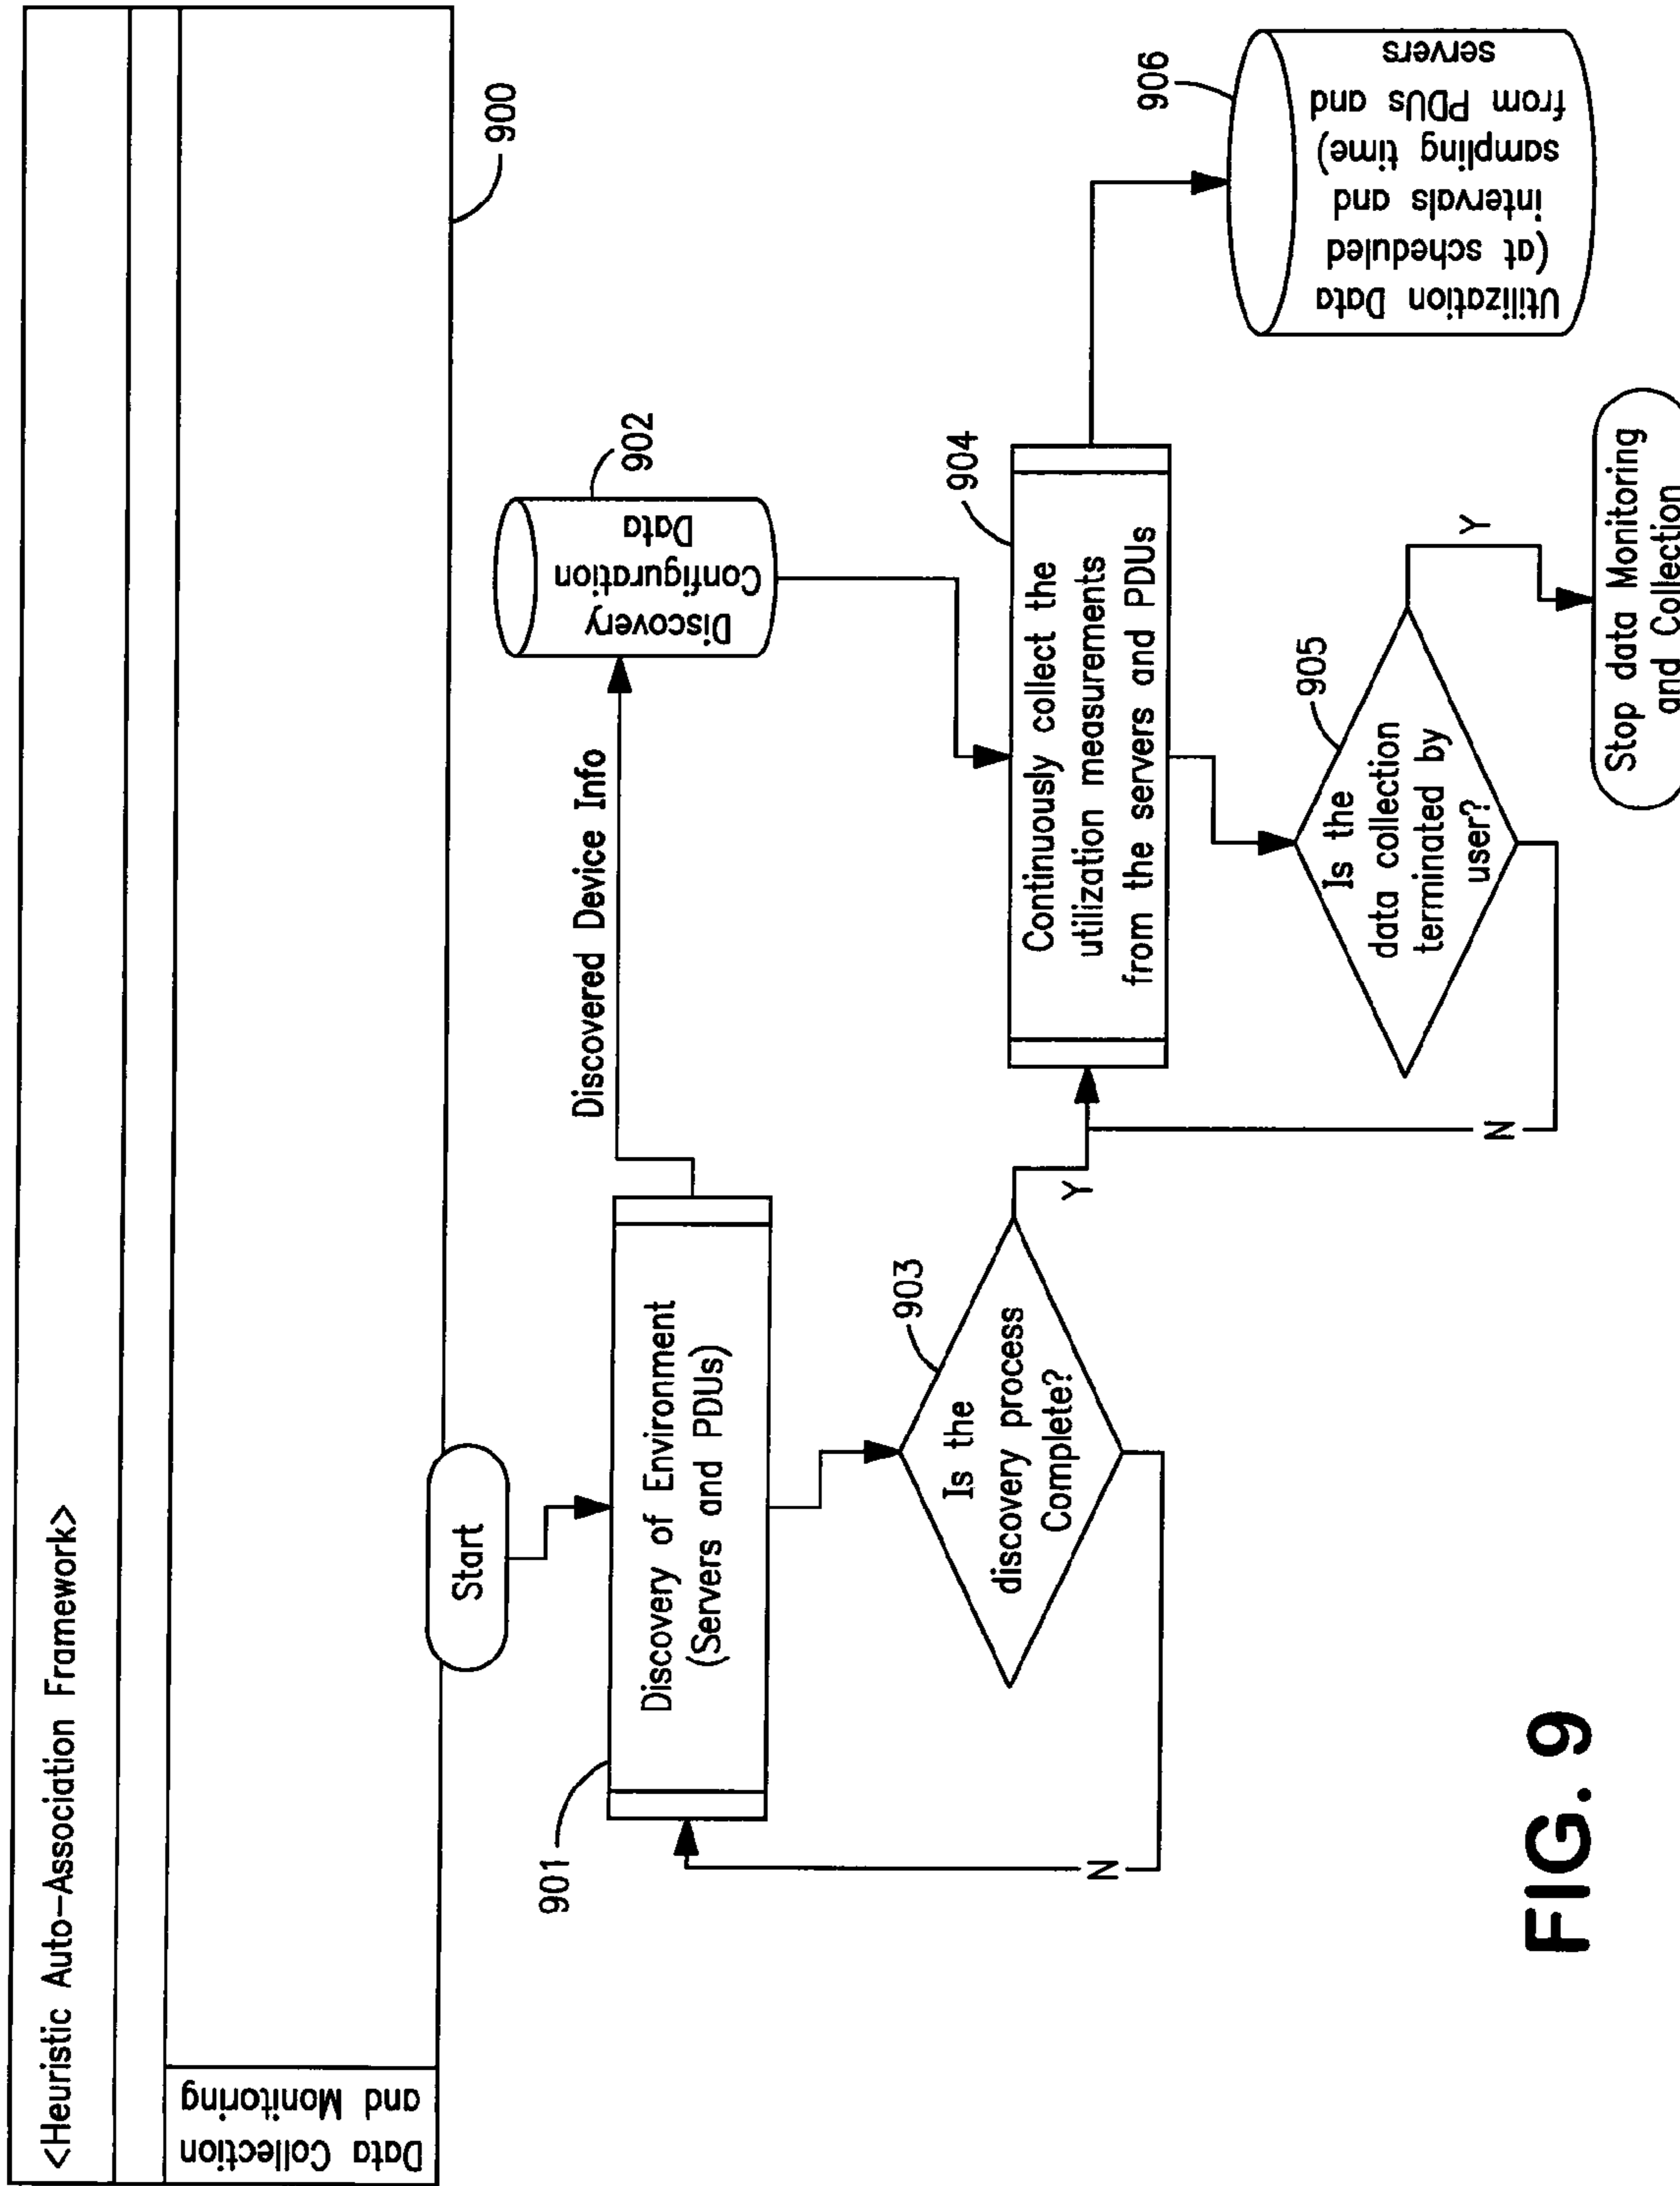 <Heuristic Auto-Association Framework>
Data Collection
and Monitoring
900
Start
901
Discovery of Environment
(Servers and PDUs)
Discovered Device Info
902
Discovery
Configuration
Data
903
Is the
discovery process
Complete?
N
Y
904
Continuously collect the
utilization measurements
from the servers and PDUs
905
Is the
data collection
terminated by
user?
N
Y
906
Utilization Data
(at scheduled
intervals and
sampling time)
from PDUs and
servers
Stop data Monitoring
and Collection
FIG. 9